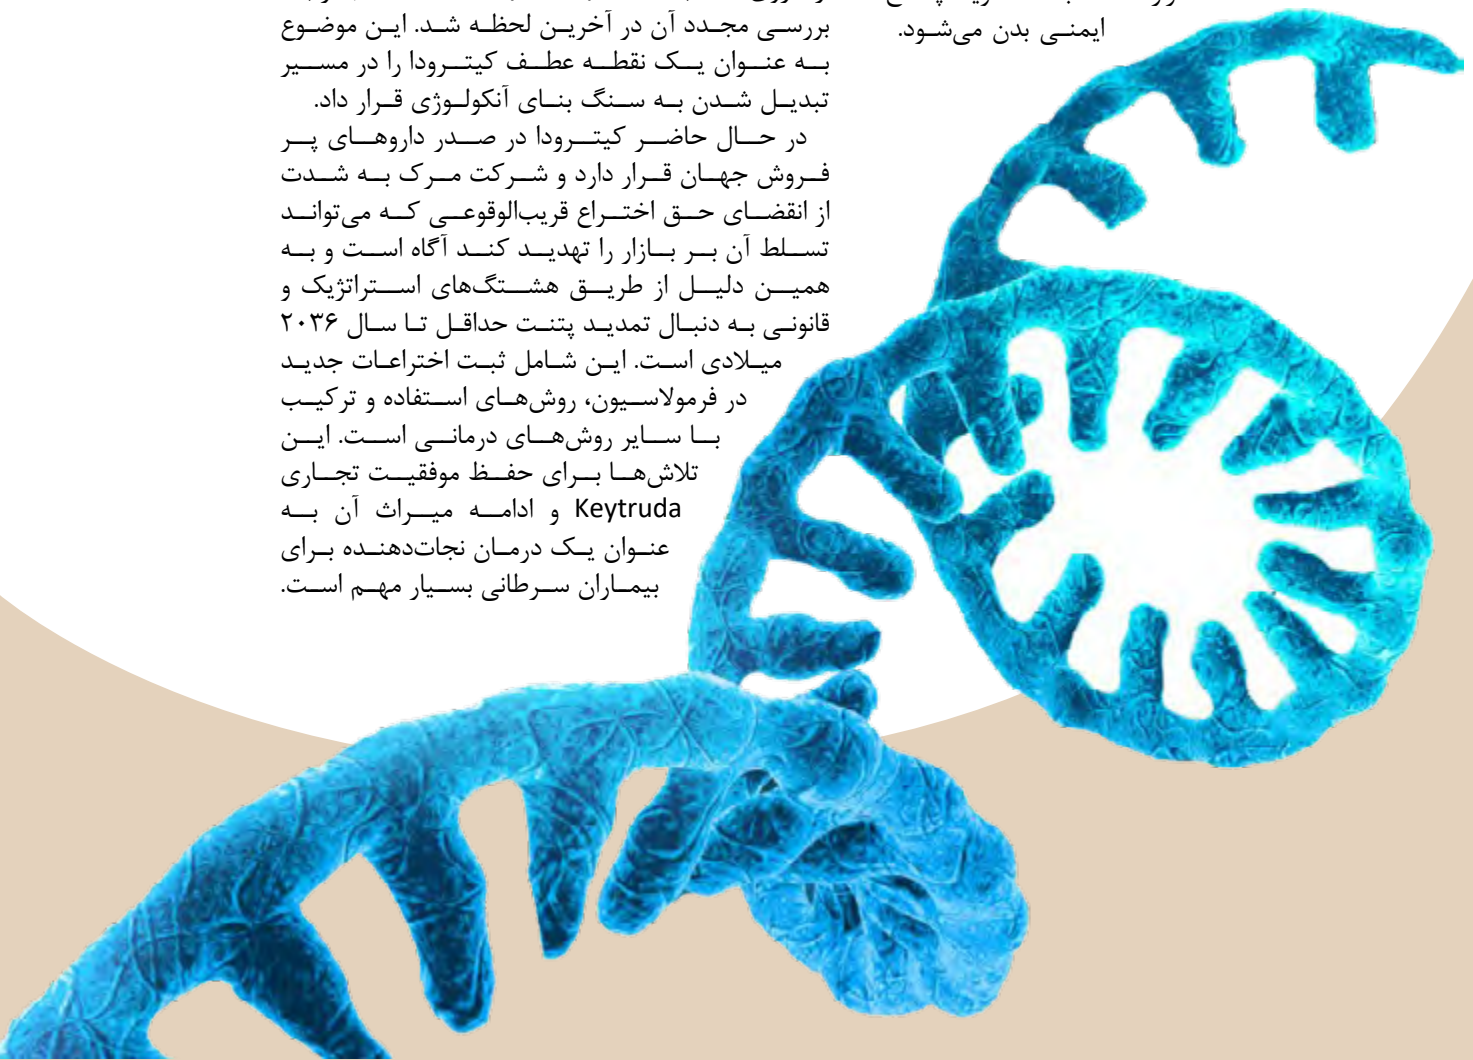 ایمنی بدن می‌شود.
بررسی مجدد آن در آخرین لحظه شد. این موضوع
به عنوان یک نقطه عطف کیترودا را در مسیر
تبدیل شدن به سنگ بنای آنکولوژی قرار داد.
در حال حاضر کیترودا در صدر داروهای پر
فروش جهان قرار دارد و شرکت مرک به شدت
از انقضای حق اختراع قریب‌الوقوعی که می‌تواند
تسلط آن بر بازار را تهدید کند آگاه است و به
همین دلیل از طریق هشتگ‌های استراتژیک و
قانونی به دنبال تمدید پتنت حداقل تا سال ۲۰۳۶
میلادی است. این شامل ثبت اختراعات جدید
در فرمولاسیون، روش‌های استفاده و ترکیب
با سایر روش‌های درمانی است. این
تلاش‌ها برای حفظ موفقیت تجاری
Keytruda و ادامه میراث آن به
عنوان یک درمان نجات‌دهنده برای
بیماران سرطانی بسیار مهم است.